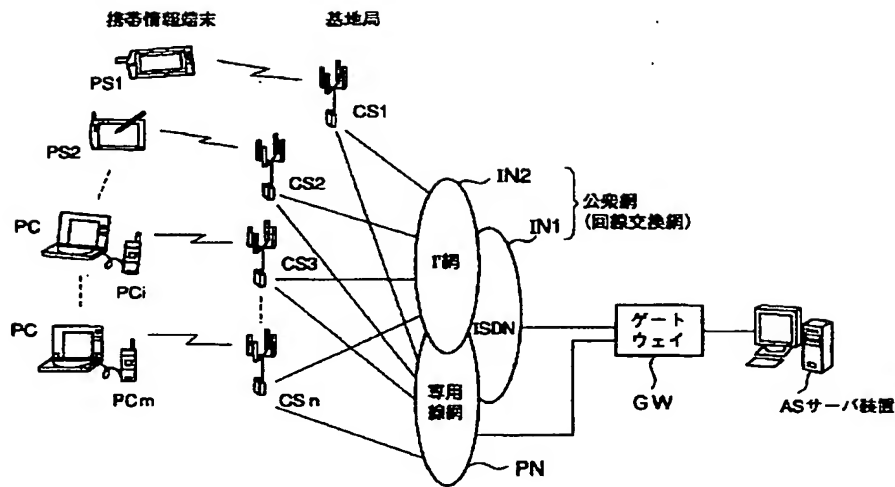 携帯情報端末
基地局
PS1
CS1
PS2
CS2
IN2
公衆網
(回線交換網)
IN1
PC
CS3
I'網
PCi
PC
ISDN
ゲート
ウェイ
専用
線網
PCm
CSn
GW
ASサーバ装置
PN